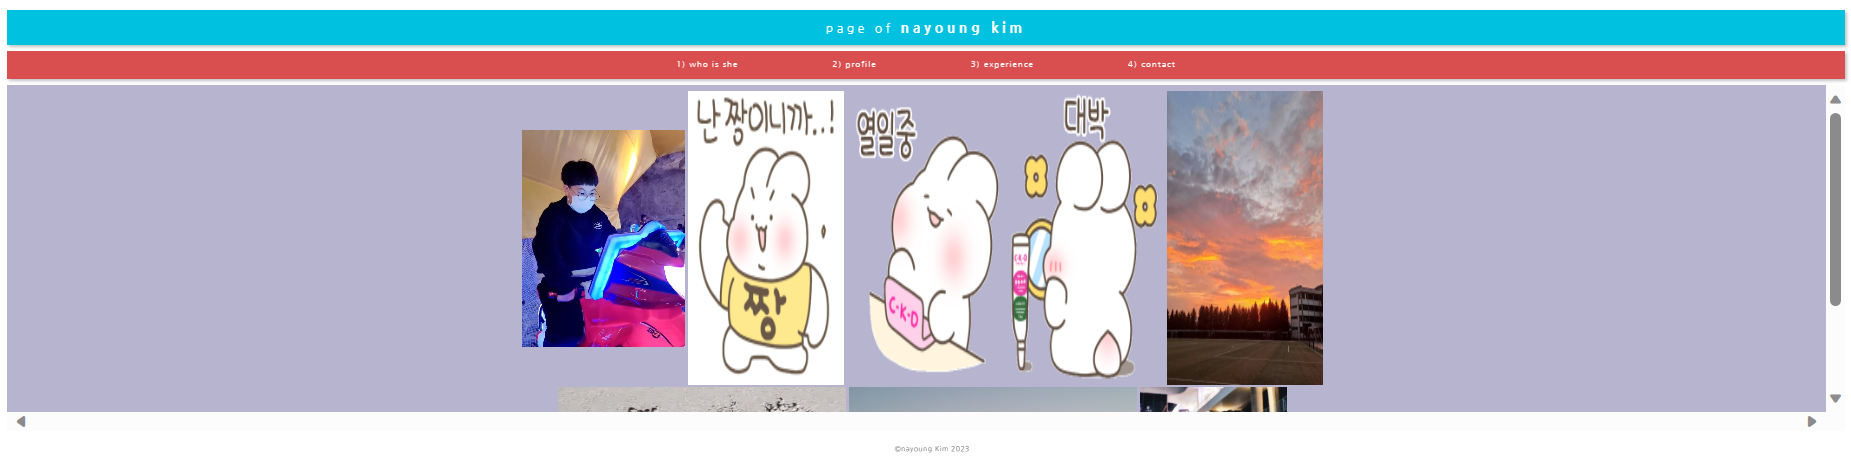 page of nayoung kim
1) who is she 2) profile 3) experience 4) contact
난 짱이니까..!
열일중
대박
짱
C·K·D
C·K·D
©nayoung Kim 2023